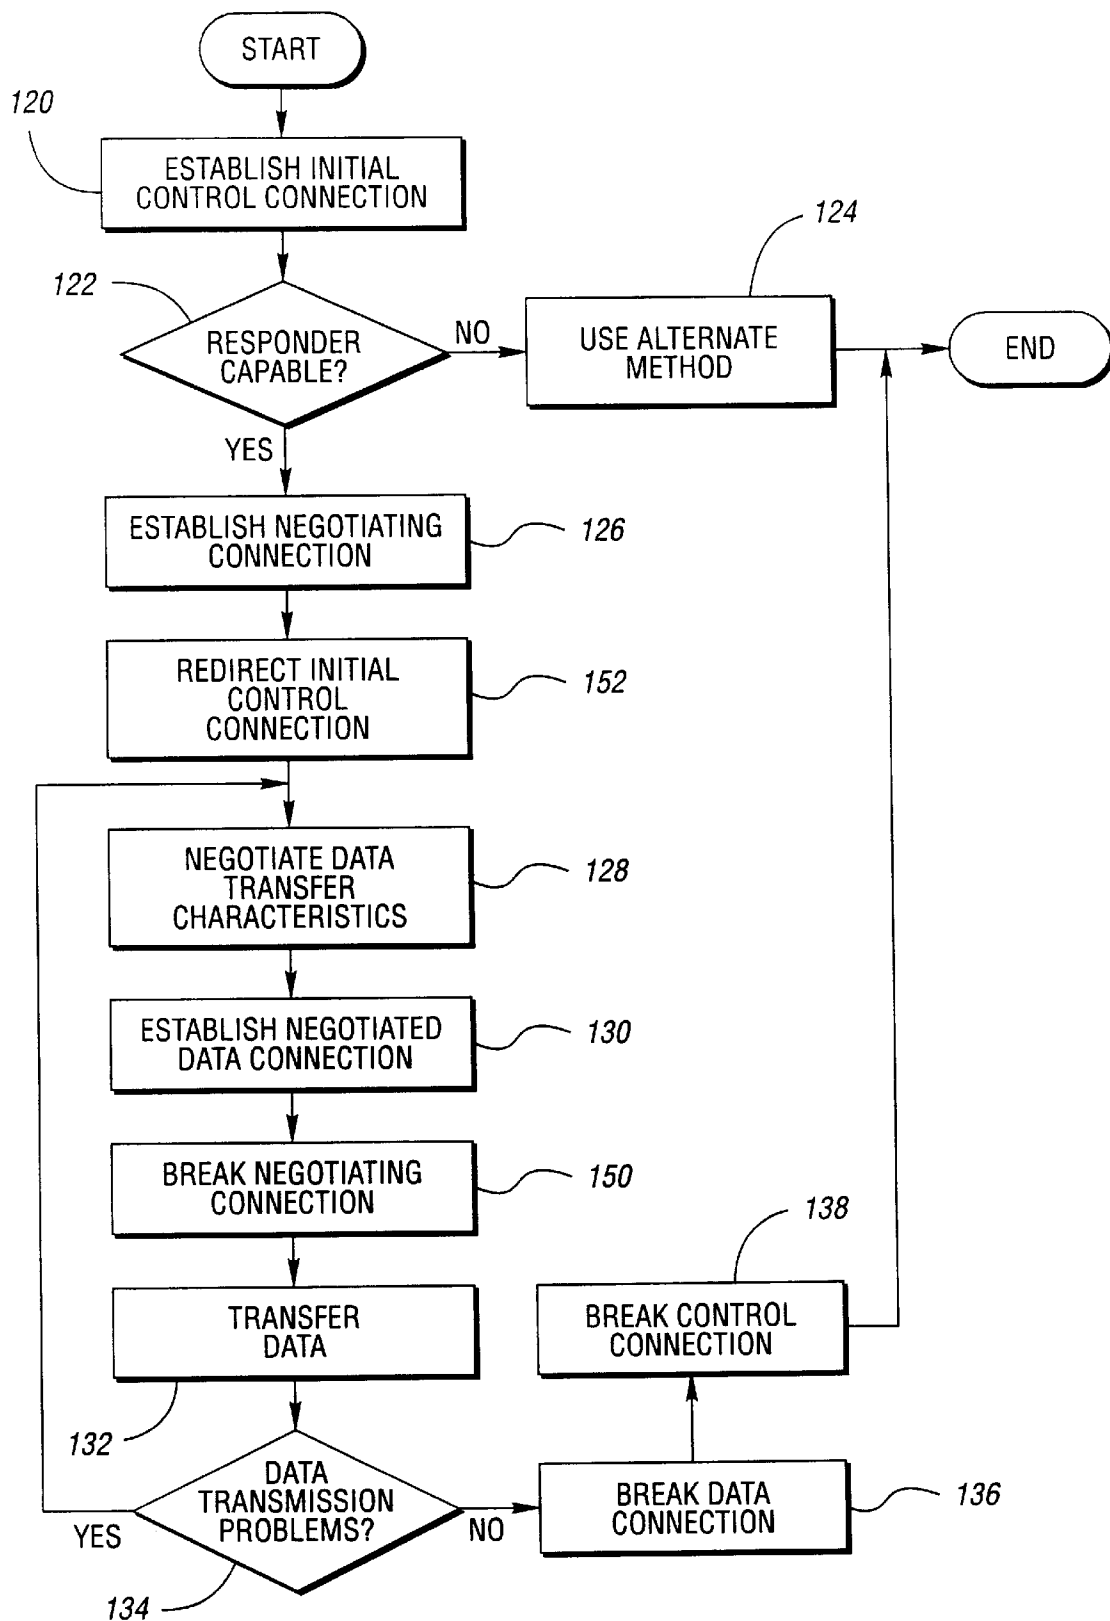 START
120
ESTABLISH INITIAL
CONTROL CONNECTION
122
RESPONDER
CAPABLE?
NO
124
USE ALTERNATE
METHOD
END
YES
ESTABLISH NEGOTIATING
CONNECTION
126
REDIRECT INITIAL
CONTROL
CONNECTION
152
NEGOTIATE DATA
TRANSFER
CHARACTERISTICS
128
ESTABLISH NEGOTIATED
DATA CONNECTION
130
BREAK NEGOTIATING
CONNECTION
150
TRANSFER
DATA
132
DATA
TRANSMISSION
PROBLEMS?
YES
NO
134
BREAK DATA
CONNECTION
136
BREAK CONTROL
CONNECTION
138